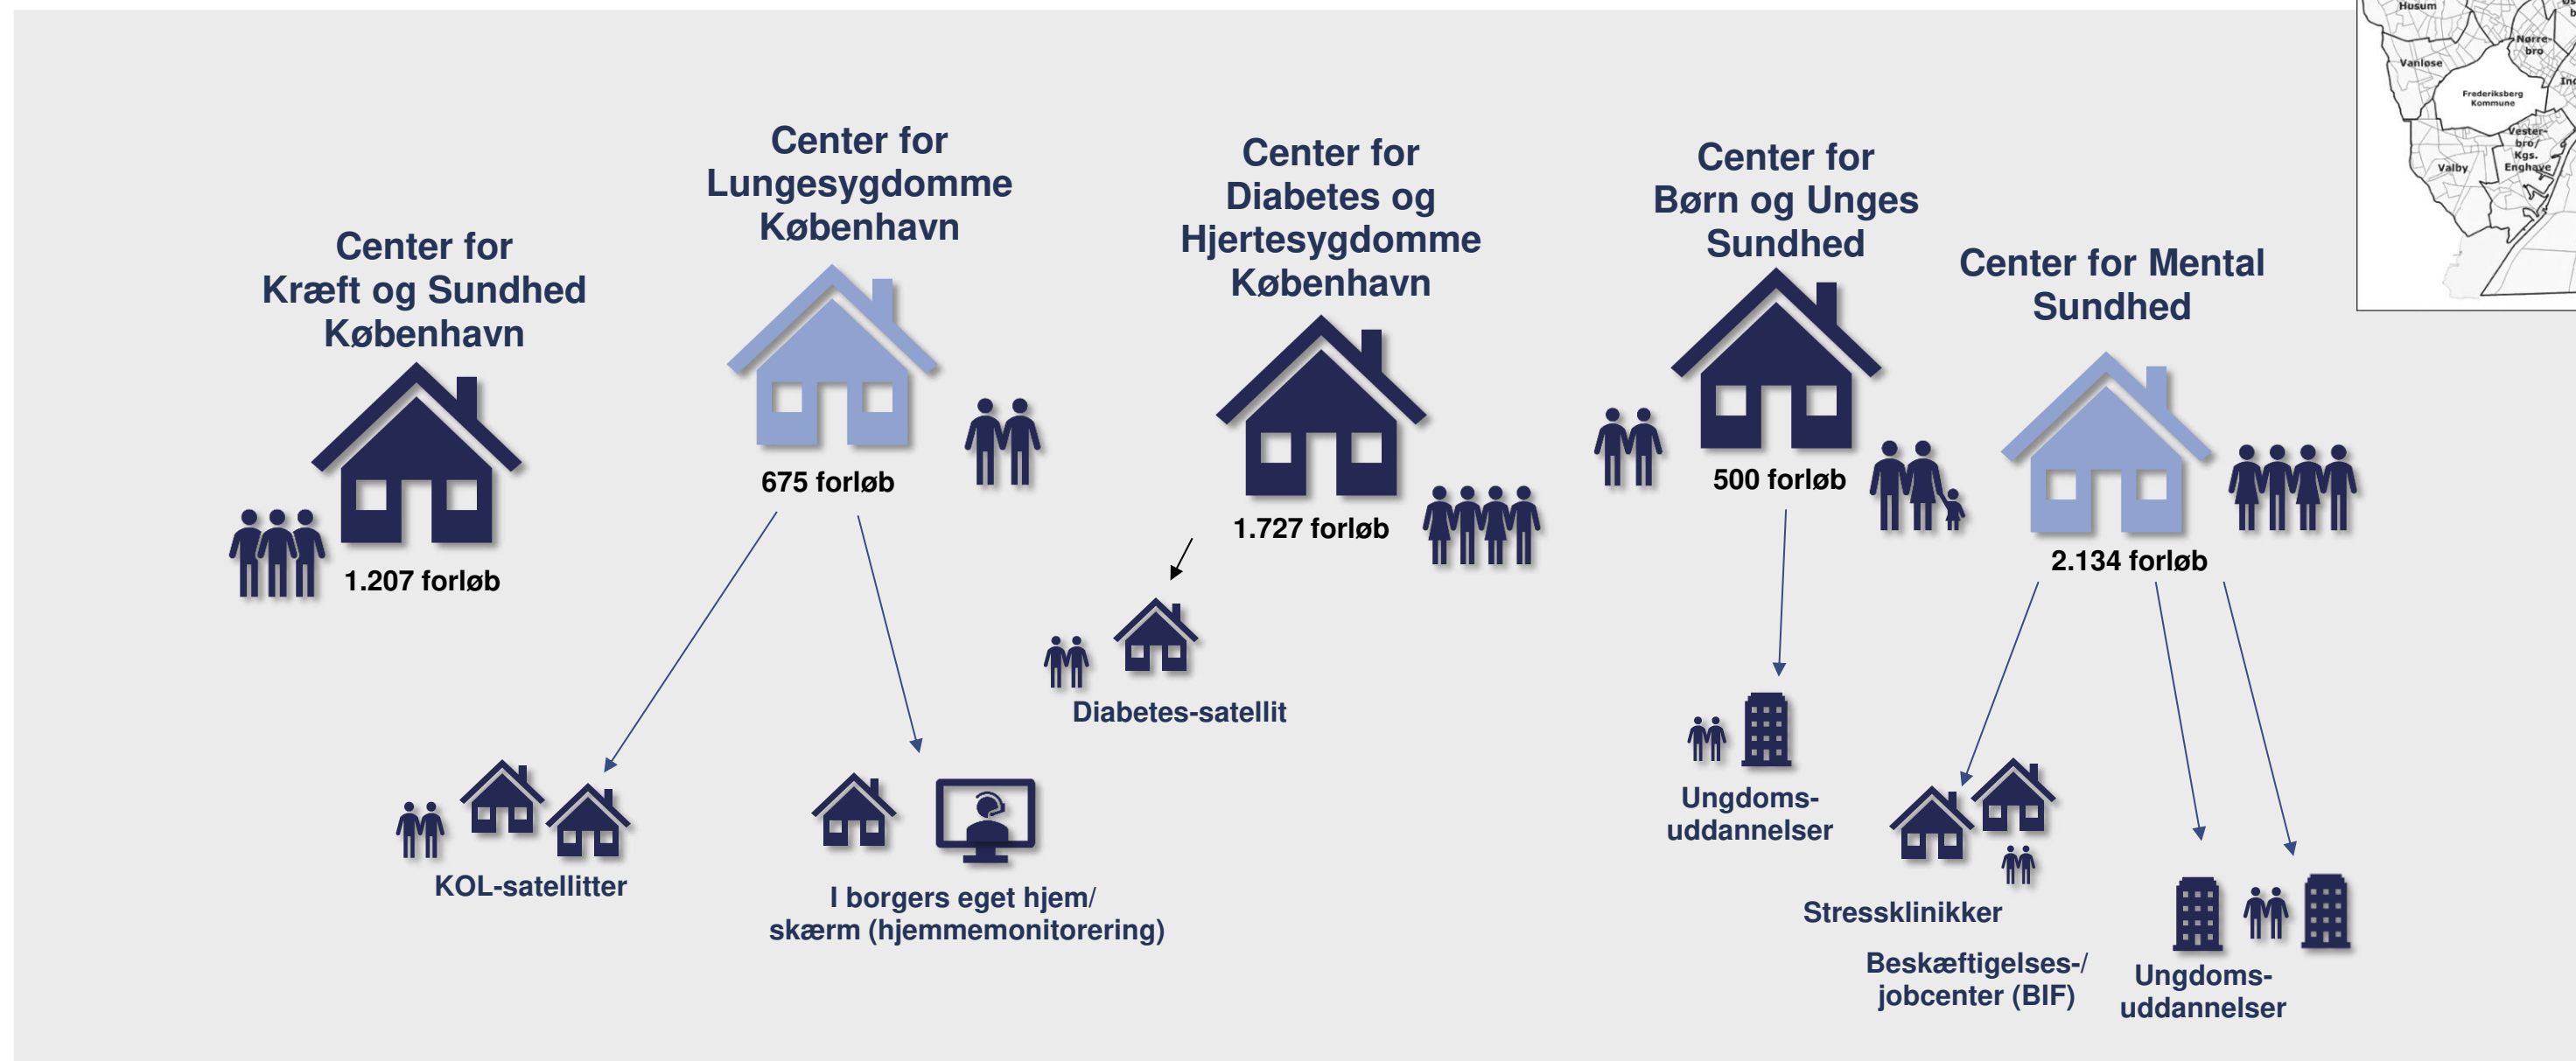 Center for
Kræft og Sundhed
København
1.207 forløb
Center for
Lungesygdomme
København
675 forløb
KOL-satellitter
I borgers eget hjem/
skærm (hjemmemonitorering)
Center for
Diabetes og
Hjertesygdomme
København
1.727 forløb
Diabetes-satellit
Center for
Børn og Unges
Sundhed
500 forløb
Ungdoms-
uddannelser
Center for Mental
Sundhed
2.134 forløb
Stressklinikker
Beskæftigelses-/
jobcenter (BIF)
Ungdoms-
uddannelser
Husum
Nørre-
bro
Vanløse
Frederiksberg
Kommune
Vester-
bro/
Kgs.
Enghave
Valby